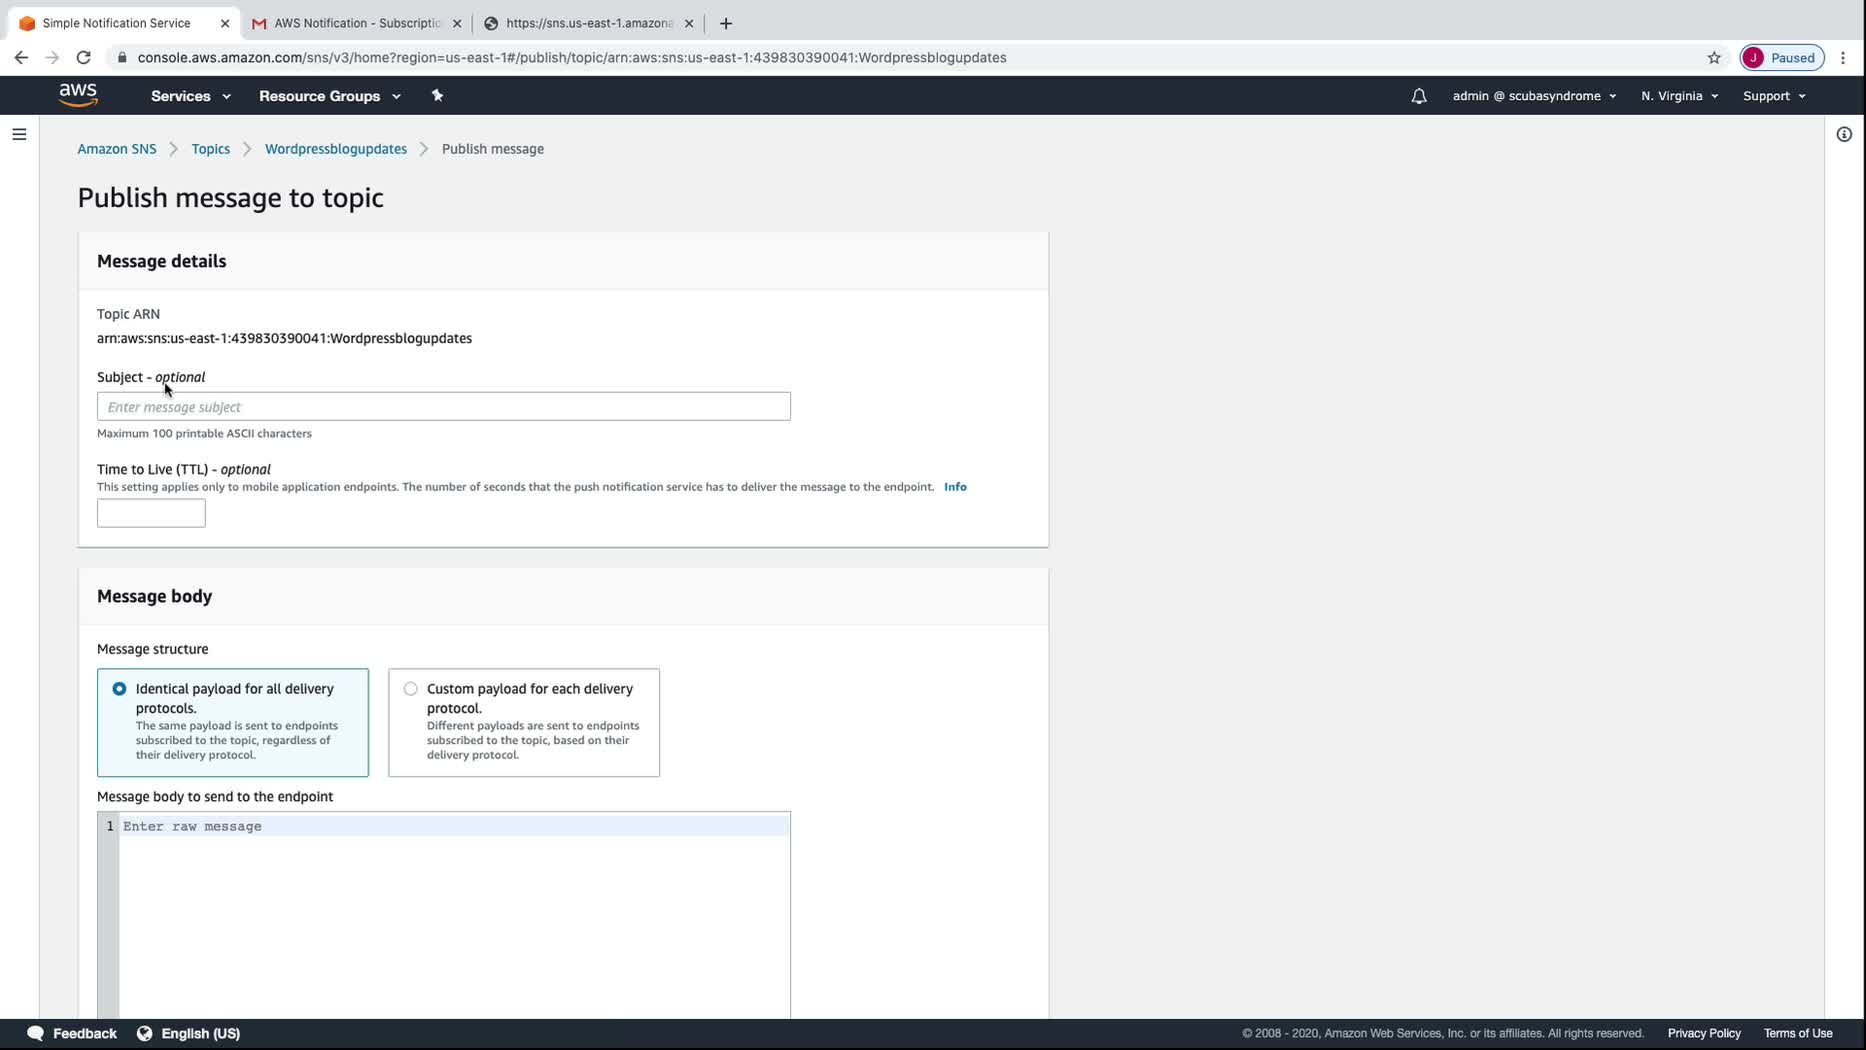 Simple Notification Service
AWS Notification - Subscriptio
https://sns.us-east-1.amazona
console.aws.amazon.com/sns/v3/home?region=us-east-1#/publish/topic/arn:aws:sns:us-east-1:439830390041:Wordpressblogupdates
J Paused
aws Services Resource Groups admin @ scubasyndrome N. Virginia Support
Amazon SNS > Topics > Wordpressblogupdates > Publish message
Publish message to topic
Message details
Topic ARN
arn:aws:sns:us-east-1:439830390041:Wordpressblogupdates
Subject - optional
Enter message subject
Maximum 100 printable ASCII characters
Time to Live (TTL) - optional
This setting applies only to mobile application endpoints. The number of seconds that the push notification service has to deliver the message to the endpoint. Info
Message body
Message structure
Identical payload for all delivery
protocols.
The same payload is sent to endpoints
subscribed to the topic, regardless of
their delivery protocol.
Custom payload for each delivery
protocol.
Different payloads are sent to endpoints
subscribed to the topic, based on their
delivery protocol.
Message body to send to the endpoint
1 Enter raw message
Feedback English (US) © 2008 - 2020, Amazon Web Services, Inc. or its affiliates. All rights reserved. Privacy Policy Terms of Use